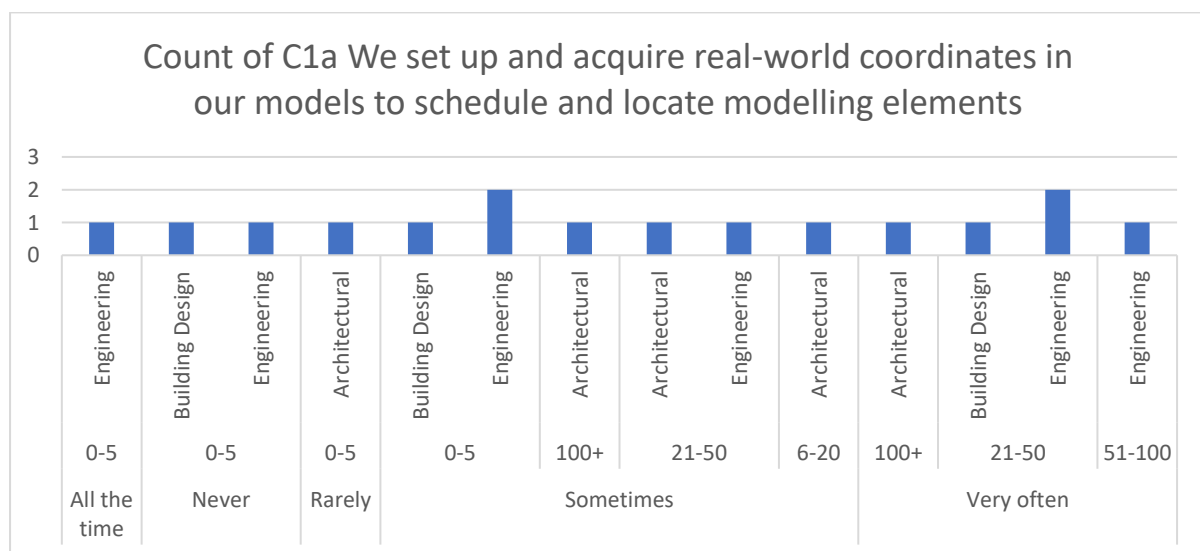 Count of C1a We set up and acquire real-world coordinates in
our models to schedule and locate modelling elements
3
2
1
0
Engineering
Building Design
Engineering
Architectural
Building Design
Engineering
Architectural
Architectural
Engineering
Architectural
Architectural
Building Design
Engineering
Engineering
0-5 0-5 0-5 0-5 100+ 21-50 6-20 100+ 21-50 51-100
All the
time
Never Rarely Sometimes Very often